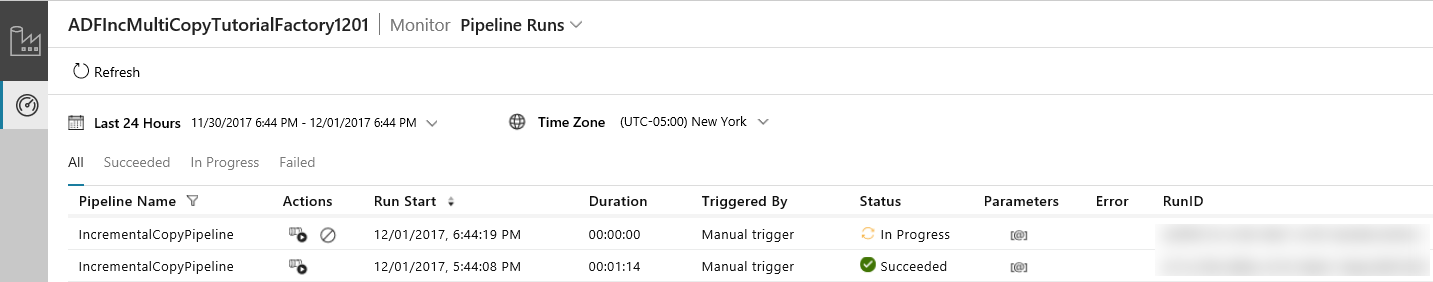 ADFIncMultiCopyTutorialFactory1201 Monitor Pipeline Runs
Refresh
Last 24 Hours 11/30/2017 6:44 PM - 12/01/2017 6:44 PM Time Zone (UTC-05:00) New York
All Succeeded In Progress Failed
Pipeline Name Actions Run Start Duration Triggered By Status Parameters Error RunID
IncrementalCopyPipeline 12/01/2017, 6:44:19 PM 00:00:00 Manual trigger In Progress [@]
IncrementalCopyPipeline 12/01/2017, 5:44:08 PM 00:01:14 Manual trigger Succeeded [@]